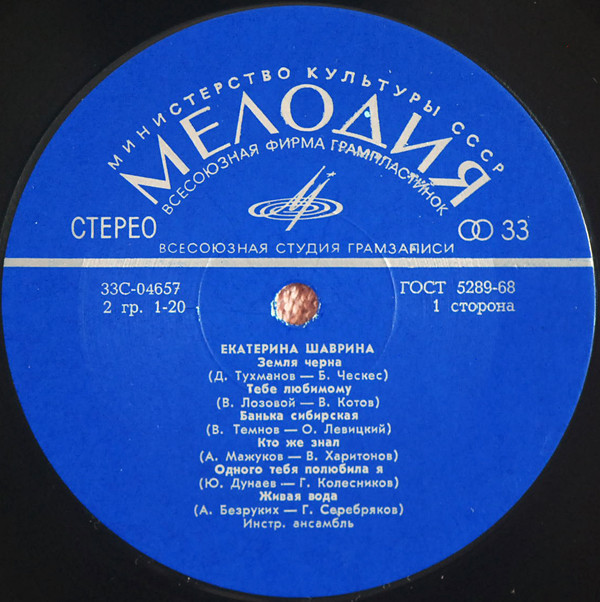 МИНИСТЕРСТВО КУЛЬТУРЫ СССР
МЕЛОДИЯ
ВСЕСОЮЗНАЯ ФИРМА ГРАМПЛАСТИНОК
СТЕРЕО
33
ВСЕСОЮЗНАЯ СТУДИЯ ГРАМЗАПИСИ
33С-04657
ГОСТ 5289-68
2 гр. 1-20
1 сторона
ЕКАТЕРИНА ШАВРИНА
Земля черна
(Д. Тухманов — Б. Ческес)
Тебе любимому
(В. Лозовой — В. Котов)
Банька сибирская
(В. Темнов — О. Левицкий)
Кто же знал
(А. Мажуков — В. Харитонов)
Одного тебя полюбила я
(Ю. Дунаев — Г. Колесников)
Живая вода
(А. Безруких — Г. Серебряков)
Инстр. ансамбль